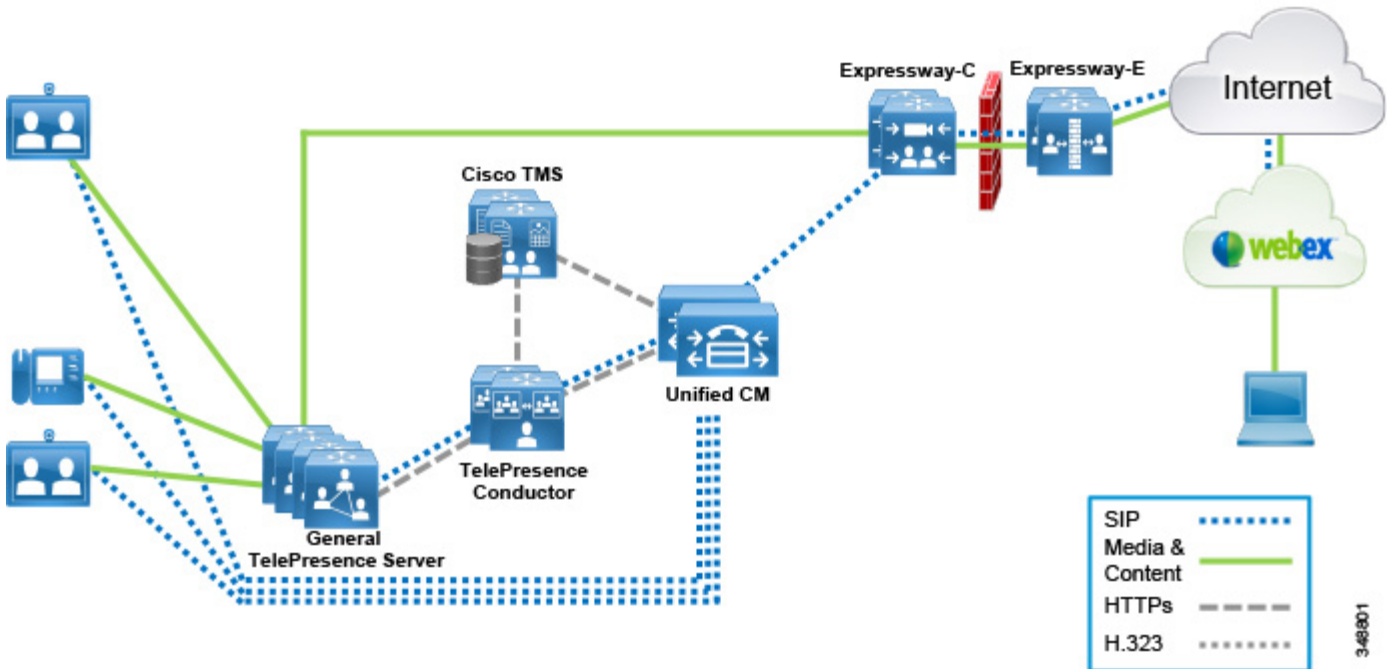 Expressway-C
Expressway-E
Internet
Cisco TMS
webex
Unified CM
TelePresence
Conductor
General
TelePresence Server
SIP
Media &
Content
HTTPs
H.323
348801